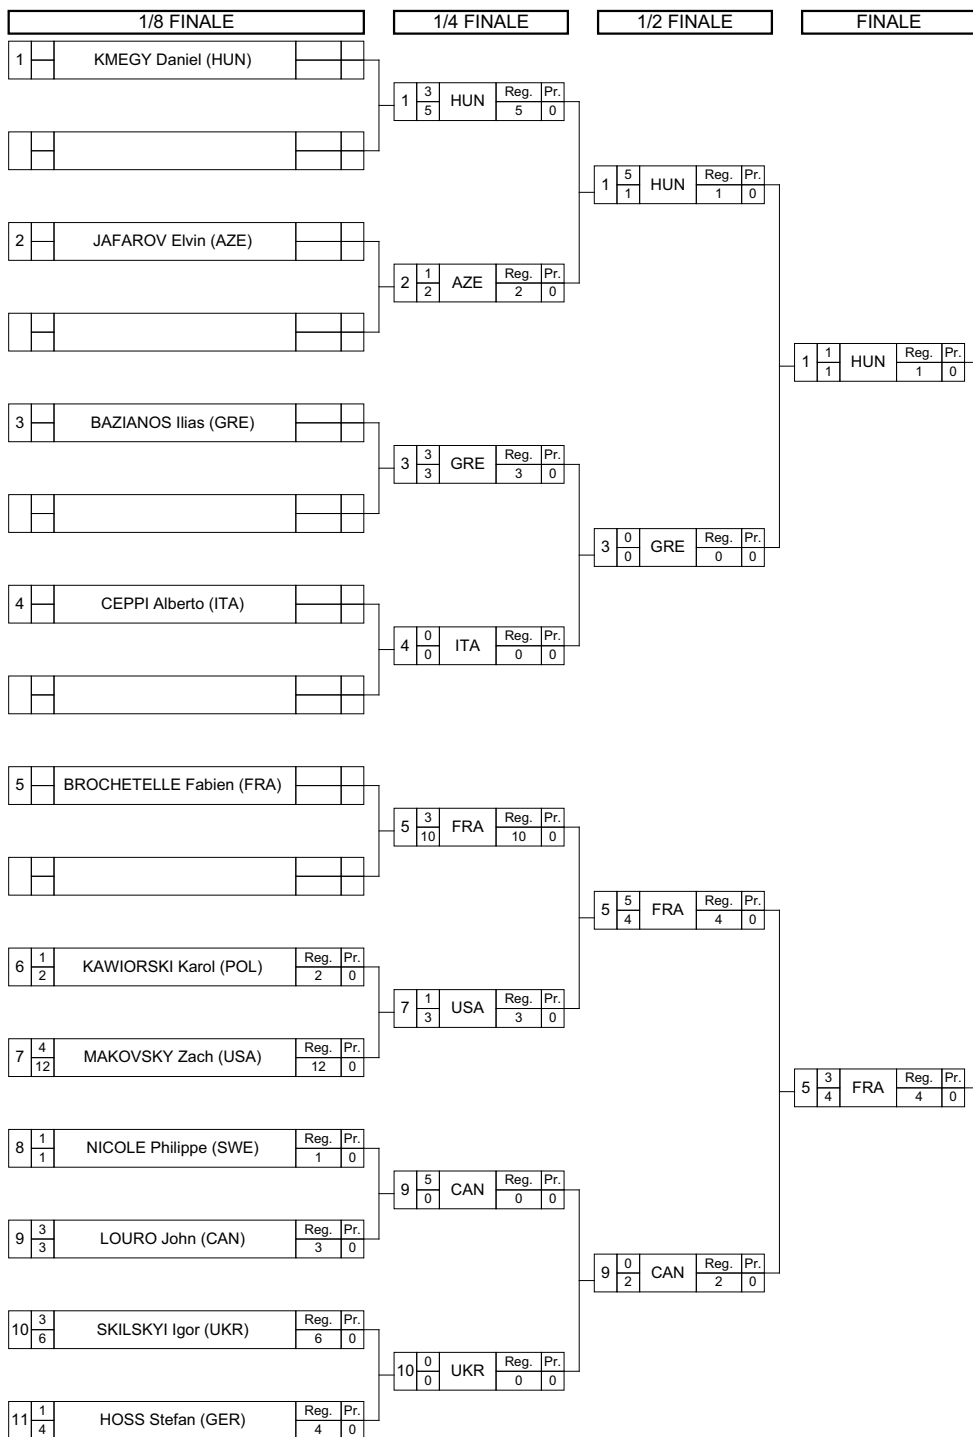 1/8 FINALE 1/4 FINALE 1/2 FINALE FINALE
1 KMEGY Daniel (HUN)
1 3 5 HUN Reg. 5 Pr. 0
1 5 1 HUN Reg. 1 Pr. 0
2 JAFAROV Elvin (AZE)
2 1 2 AZE Reg. 2 Pr. 0
1 1 1 HUN Reg. 1 Pr. 0
3 BAZIANOS Ilias (GRE)
3 3 3 GRE Reg. 3 Pr. 0
3 0 0 GRE Reg. 0 Pr. 0
4 CEPPI Alberto (ITA)
4 0 0 ITA Reg. 0 Pr. 0
5 BROCHETELLE Fabien (FRA)
5 3 10 FRA Reg. 10 Pr. 0
5 5 4 FRA Reg. 4 Pr. 0
6 1 2 KAWIORSKI Karol (POL) Reg. 2 Pr. 0
7 1 3 USA Reg. 3 Pr. 0
7 4 12 MAKOVSKY Zach (USA) Reg. 12 Pr. 0
5 3 4 FRA Reg. 4 Pr. 0
8 1 1 NICOLE Philippe (SWE) Reg. 1 Pr. 0
9 5 0 CAN Reg. 0 Pr. 0
9 3 3 LOURO John (CAN) Reg. 3 Pr. 0
9 0 2 CAN Reg. 2 Pr. 0
10 3 6 SKILSKYI Igor (UKR) Reg. 6 Pr. 0
10 0 0 UKR Reg. 0 Pr. 0
11 1 4 HOSS Stefan (GER) Reg. 4 Pr. 0